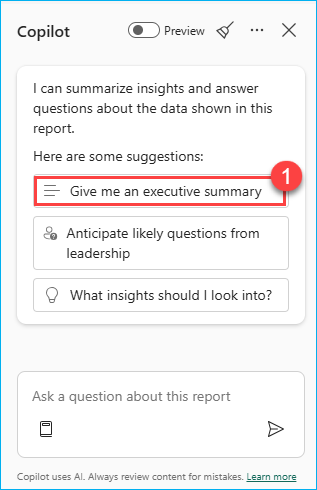 Copilot
Preview
I can summarize insights and answer
questions about the data shown in this
report.
Here are some suggestions:
1
Give me an executive summary
Anticipate likely questions from
leadership
What insights should I look into?
Ask a question about this report
Copilot uses AI. Always review content for mistakes. Learn more